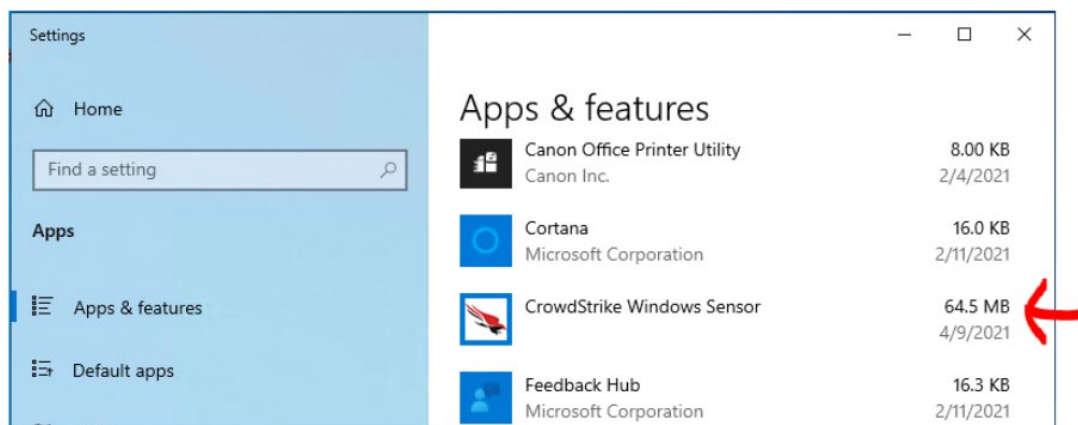 Settings
Home
Find a setting
Apps
Apps & features
Default apps
Apps & features
Canon Office Printer Utility 8.00 KB
Canon Inc. 2/4/2021
Cortana 16.0 KB
Microsoft Corporation 2/11/2021
CrowdStrike Windows Sensor 64.5 MB
4/9/2021
Feedback Hub 16.3 KB
Microsoft Corporation 2/11/2021